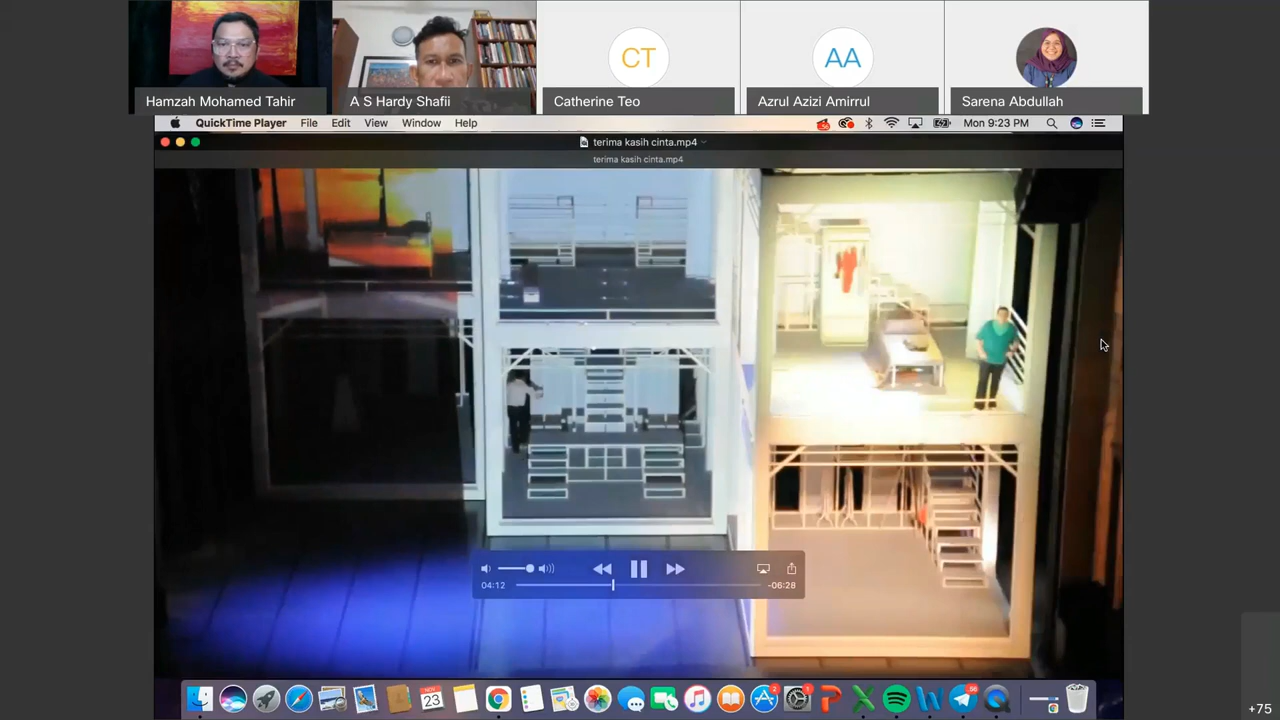 CT
AA
Hamzah Mohamed Tahir
A S Hardy Shafii
Catherine Teo
Azrul Azizi Amirrul
Sarena Abdullah
QuickTime Player File Edit View Window Help
Mon 9:23 PM
terima kasih cinta.mp4
terima kasih cinta.mp4
04:12
-06:28
NOV
23
+75